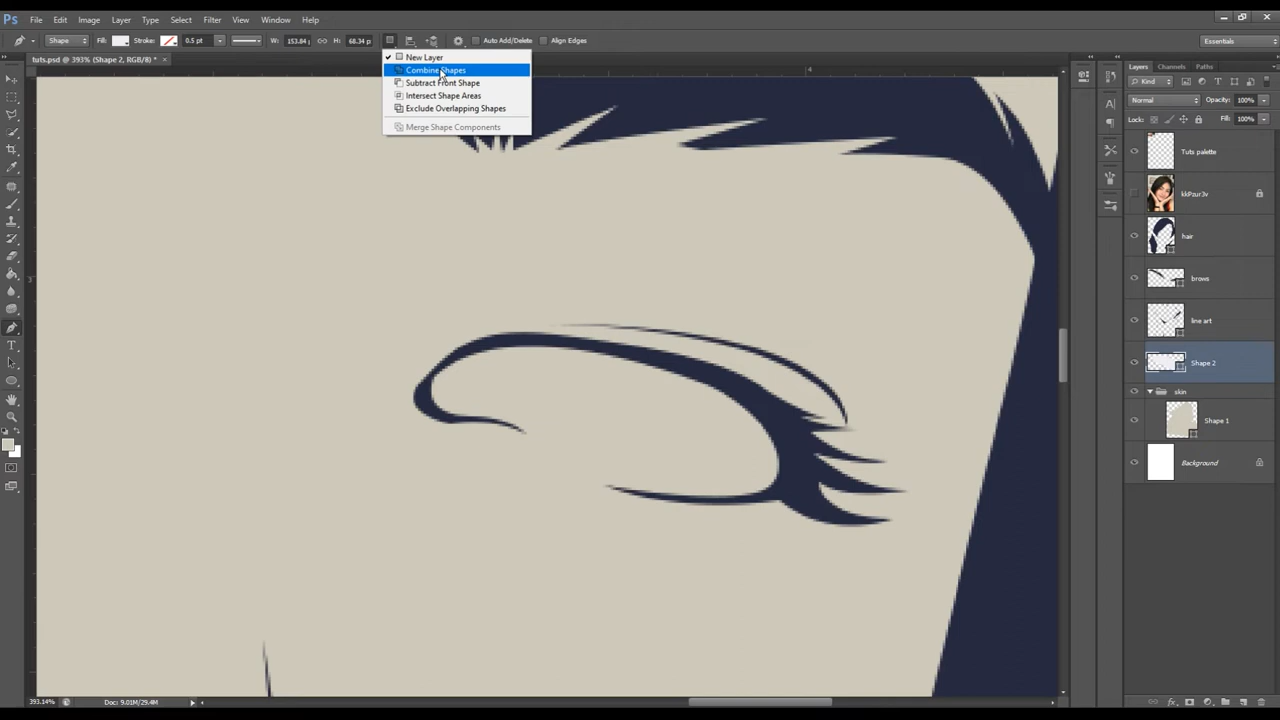 Ps File Edit Image Layer Type Select Filter View Window Help
Shape Fill: Stroke: 0.5 pt W: 153.84 H: 68.34 p Auto Add/Delete Align Edges Essentials
tuts.psd @ 393% (Shape 2, RGB/8) * ×
New Layer
Combine Shapes
Subtract Front Shape
Intersect Shape Areas
Exclude Overlapping Shapes
Merge Shape Components
3
4
Layers Channels Paths
Kind
Normal Opacity: 100%
Lock: Fill: 100%
Tuts palette
kkPzur3v
hair
brows
line art
Shape 2
skin
Shape 1
Background
393.14% Doc: 9.01M/29.4M